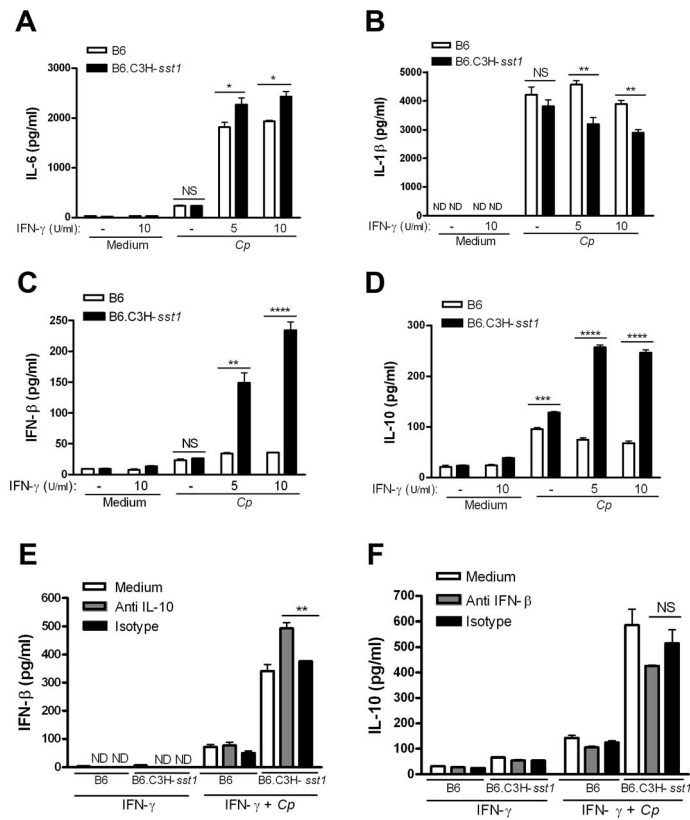 A
B6
B6.C3H-sst1
IL-6 (pg/ml)
3000
2000
1000
0
NS
*
*
IFN-γ (U/ml):
-
10
-
5
10
Medium
Cp
B
B6
B6.C3H-sst1
IL-1β (pg/ml)
5000
4000
3000
2000
1000
0
NS
**
**
ND ND
ND ND
IFN-γ (U/ml):
-
10
-
5
10
Medium
Cp
C
B6
B6.C3H-sst1
IFN-β (pg/ml)
250
200
150
100
50
0
NS
**
****
IFN-γ (U/ml):
-
10
-
5
10
Medium
Cp
D
B6
B6.C3H-sst1
IL-10 (pg/ml)
300
200
100
0
***
****
****
IFN-γ (U/ml):
-
10
-
5
10
Medium
Cp
E
Medium
Anti IL-10
Isotype
IFN-β (pg/ml)
600
500
400
300
200
100
0
ND ND
ND ND
**
B6
B6.C3H-sst1
B6
B6.C3H- sst1
IFN-γ
IFN-γ + Cp
F
Medium
Anti IFN-β
Isotype
IL-10 (pg/ml)
700
600
500
400
300
200
100
0
NS
B6
B6.C3H-sst1
B6
B6.C3H-sst1
IFN-γ
IFN- γ + Cp